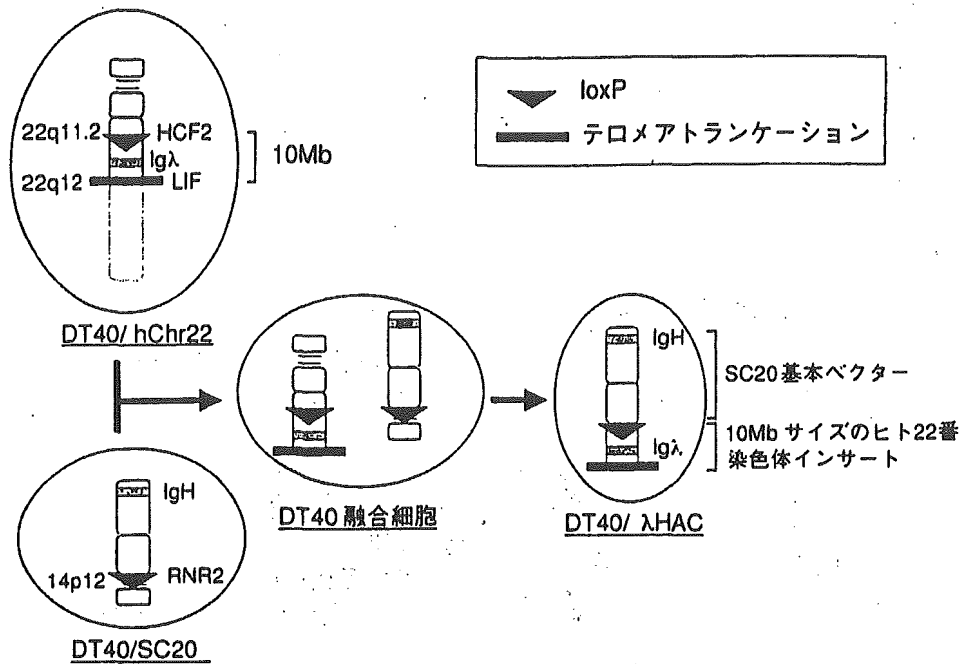 22q11.2
HCF2
Igλ
22q12
LIF
10Mb
DT40/ hChr22
loxP
テロメアトランケーション
IgH
14p12
RNR2
DT40/SC20
DT40 融合細胞
IgH
Igλ
SC20基本ベクター
10Mb サイズのヒト22番
染色体インサート
DT40/ λHAC